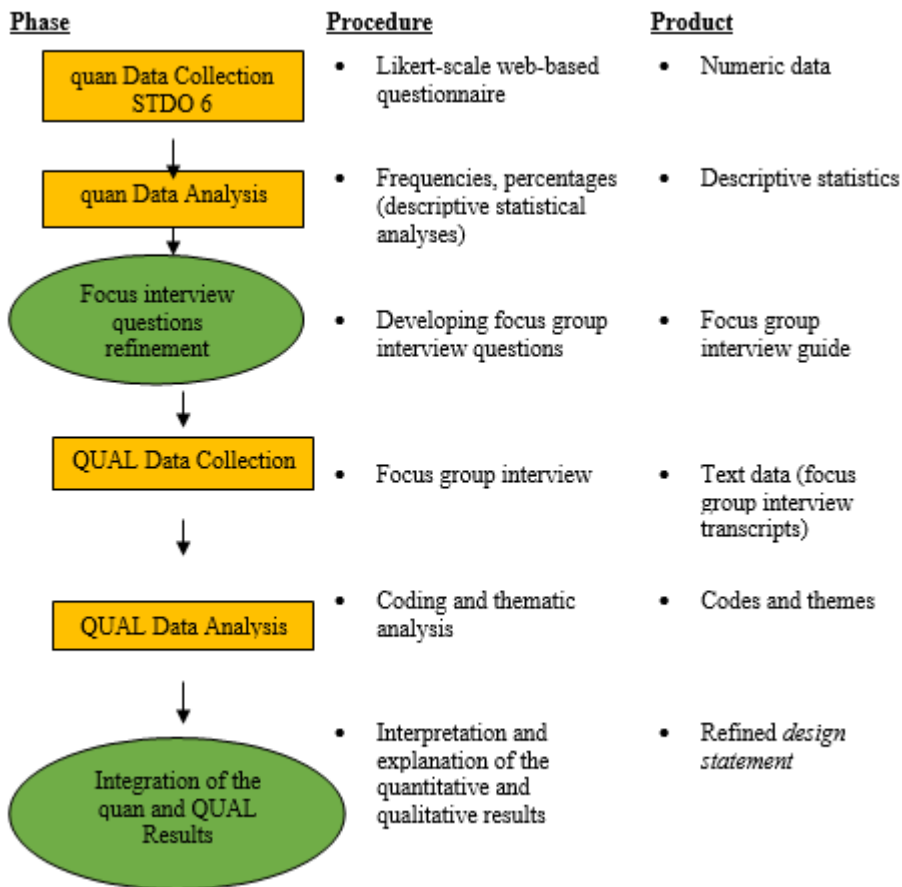 Phase Procedure Product
quan Data Collection
STDO 6
• Likert-scale web-based
questionnaire
• Numeric data
quan Data Analysis
• Frequencies, percentages
(descriptive statistical
analyses)
• Descriptive statistics
Focus interview
questions
refinement
• Developing focus group
interview questions
• Focus group
interview guide
QUAL Data Collection
• Focus group interview
• Text data (focus
group interview
transcripts)
QUAL Data Analysis
• Coding and thematic
analysis
• Codes and themes
Integration of the
quan and QUAL
Results
• Interpretation and
explanation of the
quantitative and
qualitative results
• Refined design
statement